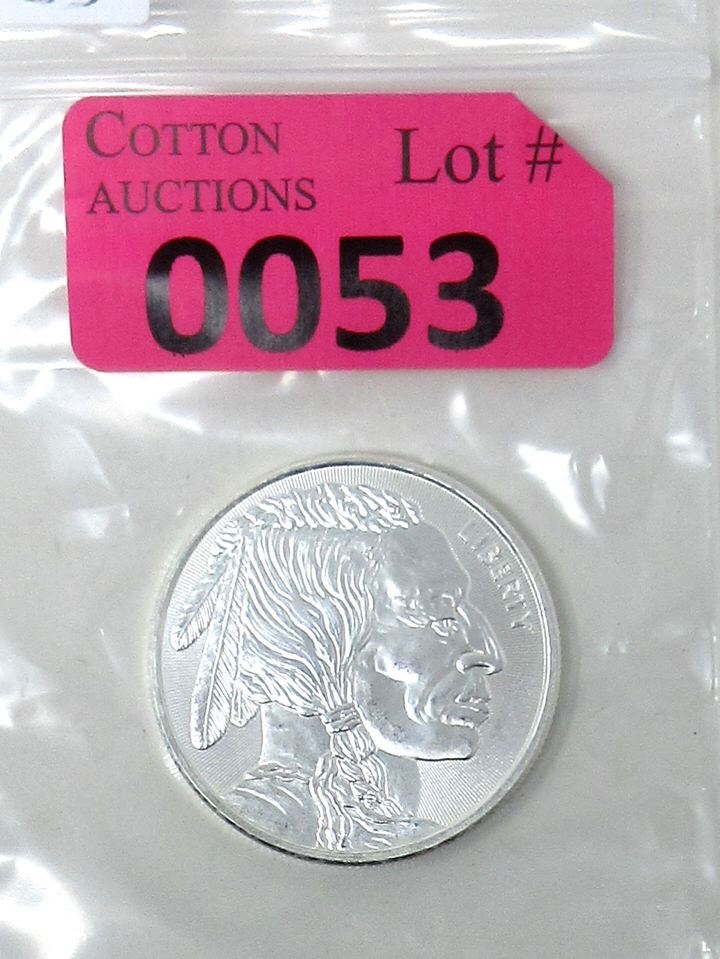 COTTON
AUCTIONS
Lot #
0053
LIBERTY